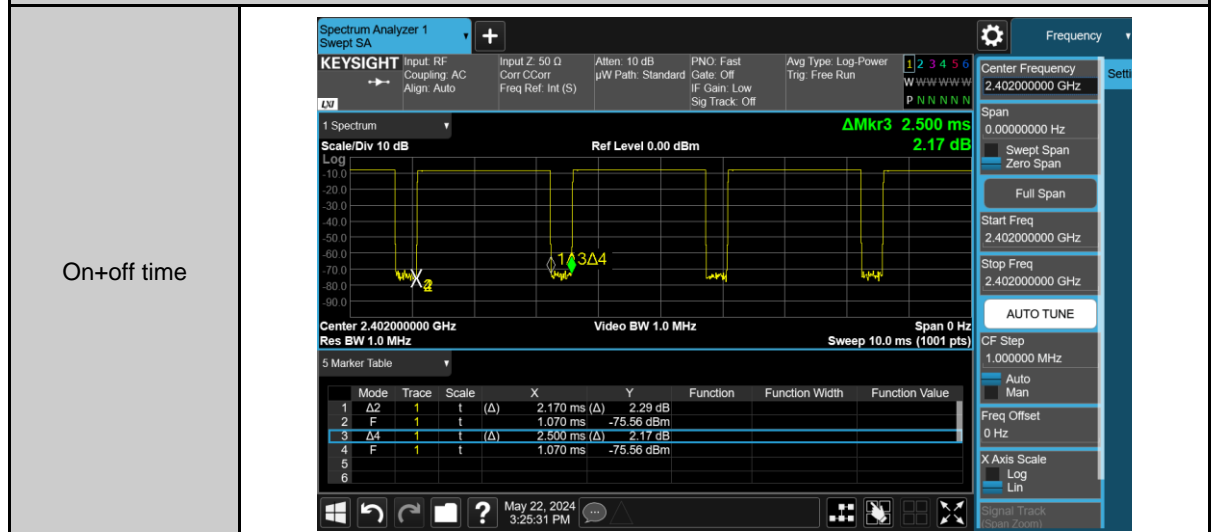 On+off time
Spectrum Analyzer 1
Swept SA
+
Frequency
KEYSIGHT
Input: RF
Coupling: AC
Align: Auto
Input Z: 50 Ω
Corr CCorr
Freq Ref: Int (S)
Atten: 10 dB
µW Path: Standard
PNO: Fast
Gate: Off
IF Gain: Low
Sig Track: Off
Avg Type: Log-Power
Trig: Free Run
1 2 3 4 5 6
W W W W W W
P N N N N N
LXI
1 Spectrum
ΔMkr3 2.500 ms
Scale/Div 10 dB
Ref Level 0.00 dBm
2.17 dB
Log
-10.0
-20.0
-30.0
-40.0
-50.0
-60.0
-70.0
-80.0
-90.0
3Δ4
Center 2.402000000 GHz
Video BW 1.0 MHz
Span 0 Hz
Res BW 1.0 MHz
Sweep 10.0 ms (1001 pts)
5 Marker Table
Mode Trace Scale X Y Function Function Width Function Value
1 Δ2 1 t (Δ) 2.170 ms (Δ) 2.29 dB
2 F 1 t 1.070 ms -75.56 dBm
3 Δ4 1 t (Δ) 2.500 ms (Δ) 2.17 dB
4 F 1 t 1.070 ms -75.56 dBm
5
6
?
May 22, 2024
3:25:31 PM
Center Frequency
2.402000000 GHz
Setti
Span
0.00000000 Hz
Swept Span
Zero Span
Full Span
Start Freq
2.402000000 GHz
Stop Freq
2.402000000 GHz
AUTO TUNE
CF Step
1.000000 MHz
Auto
Man
Freq Offset
0 Hz
X Axis Scale
Log
Lin
Signal Track
(Span Zoom)